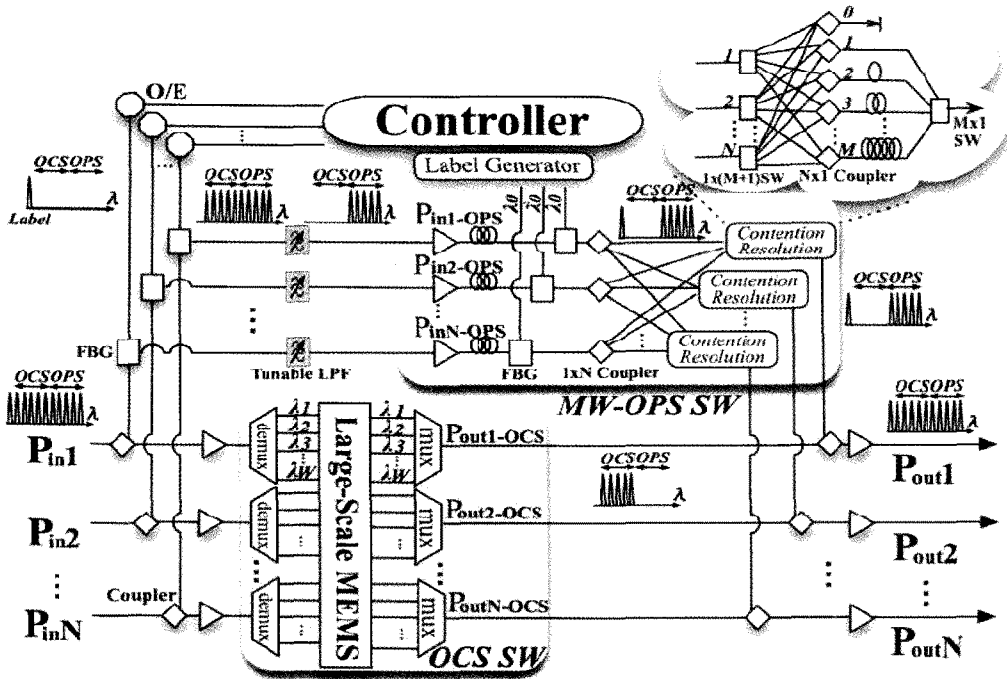 0
1
2
3
M
1
2
N
Mx1
SW
1x(M+1)SW
Nx1 Coupler
O/E
Controller
Label Generator
OCSOPS
λ
Label
OCSOPS
λ
OCSOPS
λ
λ0
λ0
λ0
OCSOPS
λ
Pin1-OPS
Pin2-OPS
PinN-OPS
Contention
Resolution
Contention
Resolution
Contention
Resolution
OCSOPS
λ
FBG
Tunable LPF
FBG
1xN Coupler
MW-OPS SW
OCSOPS
λ
OCSOPS
λ
Pin1
demux
λ1
λ2
λ3
λW
Large-Scale MEMS
λ1
λ2
λ3
λW
mux
Pout1-OCS
Pout1
OCSOPS
λ
Pin2
demux
mux
Pout2-OCS
Pout2
Coupler
PinN
demux
mux
PoutN-OCS
PoutN
OCS SW